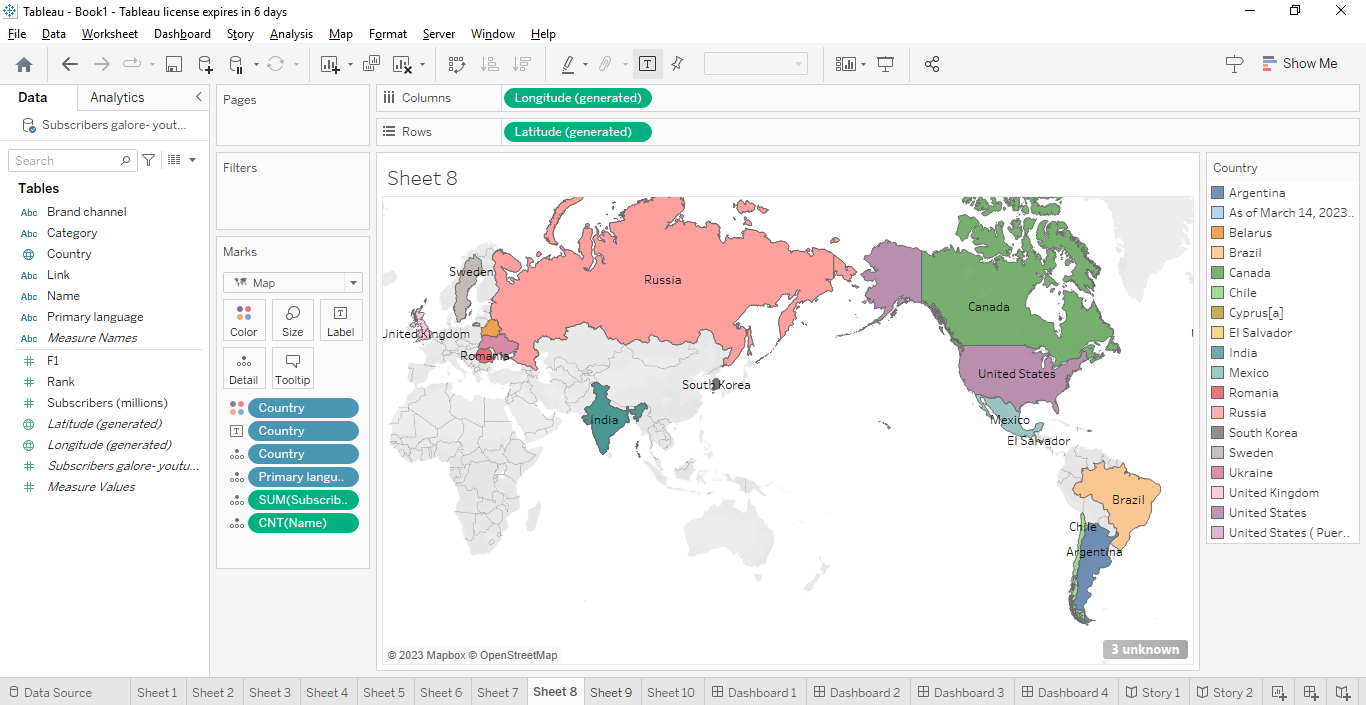 Tableau - Book1 - Tableau license expires in 6 days
File Data Worksheet Dashboard Story Analysis Map Format Server Window Help
Show Me
Data Analytics
Subscribers galore- yout...
Search
Tables
Abc Brand channel
Abc Category
Country
Abc Link
Abc Name
Abc Primary language
Abc Measure Names
F1
Rank
Subscribers (millions)
Latitude (generated)
Longitude (generated)
Subscribers galore- youtu...
Measure Values
Pages
Filters
Marks
Map
Color Size Label
Detail Tooltip
Country
Country
Country
Primary langu..
SUM(Subscrib..
CNT(Name)
Columns Longitude (generated)
Rows Latitude (generated)
Sheet 8
Sweden
Russia
Canada
United Kingdom
Romania
United States
South Korea
India
Mexico
El Salvador
Brazil
Chile
Argentina
© 2023 Mapbox © OpenStreetMap
3 unknown
Country
Argentina
As of March 14, 2023..
Belarus
Brazil
Canada
Chile
Cyprus[a]
El Salvador
India
Mexico
Romania
Russia
South Korea
Sweden
Ukraine
United Kingdom
United States
United States ( Puer..
Data Source Sheet 1 Sheet 2 Sheet 3 Sheet 4 Sheet 5 Sheet 6 Sheet 7 Sheet 8 Sheet 9 Sheet 10 Dashboard 1 Dashboard 2 Dashboard 3 Dashboard 4 Story 1 Story 2